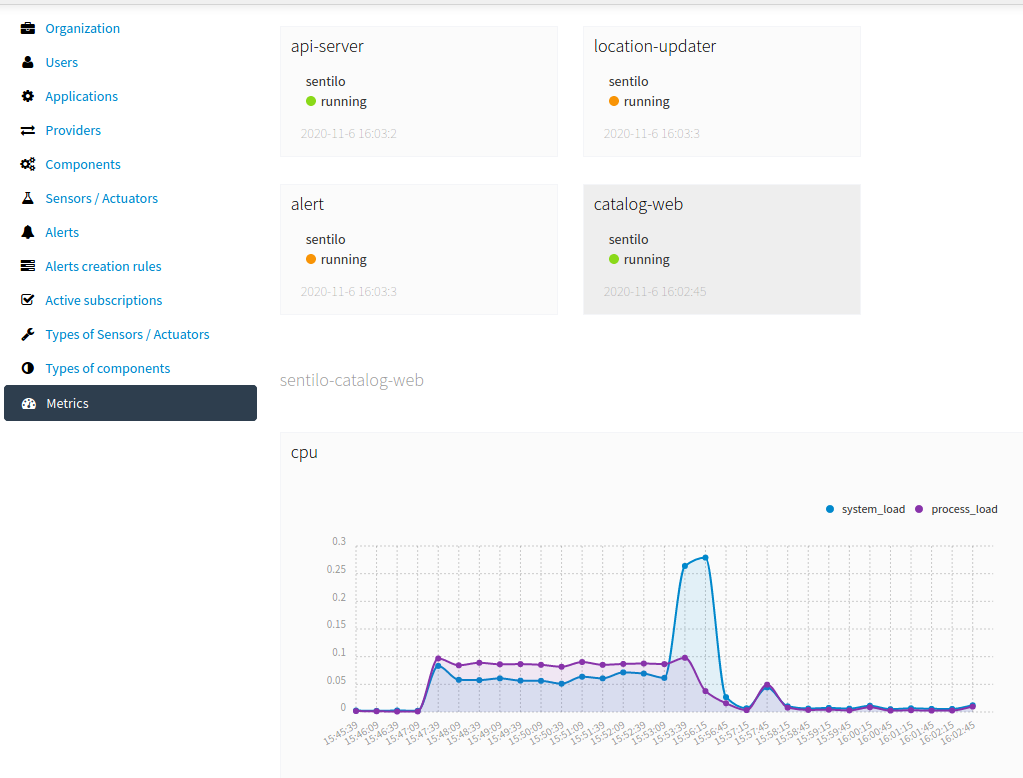 Organization
Users
Applications
Providers
Components
Sensors / Actuators
Alerts
Alerts creation rules
Active subscriptions
Types of Sensors / Actuators
Types of components
Metrics
api-server
sentilo
running
2020-11-6 16:03:2
location-updater
sentilo
running
2020-11-6 16:03:3
alert
sentilo
running
2020-11-6 16:03:3
catalog-web
sentilo
running
2020-11-6 16:02:45
sentilo-catalog-web
cpu
system_load process_load
0.3
0.25
0.2
0.15
0.1
0.05
0
15:45:39
15:46:09
15:46:39
15:47:09
15:47:39
15:48:09
15:48:39
15:49:09
15:49:39
15:50:09
15:50:39
15:51:09
15:51:39
15:52:09
15:52:39
15:53:09
15:53:39
15:56:15
15:56:45
15:57:15
15:57:45
15:58:15
15:58:45
15:59:15
15:59:45
16:00:15
16:00:45
16:01:15
16:01:45
16:02:15
16:02:45